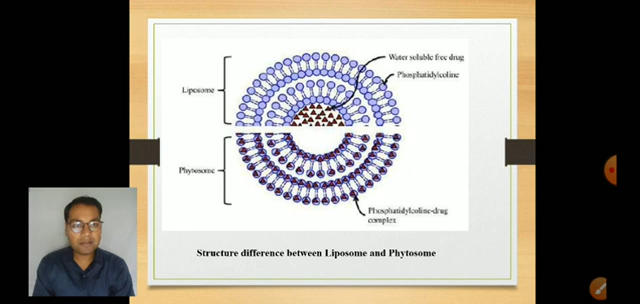 Water soluble free drug
Liposome
Phosphatidylcoline
Phytosome
Phosphatidylcoline-drug
complex
Structure difference between Liposome and Phytosome